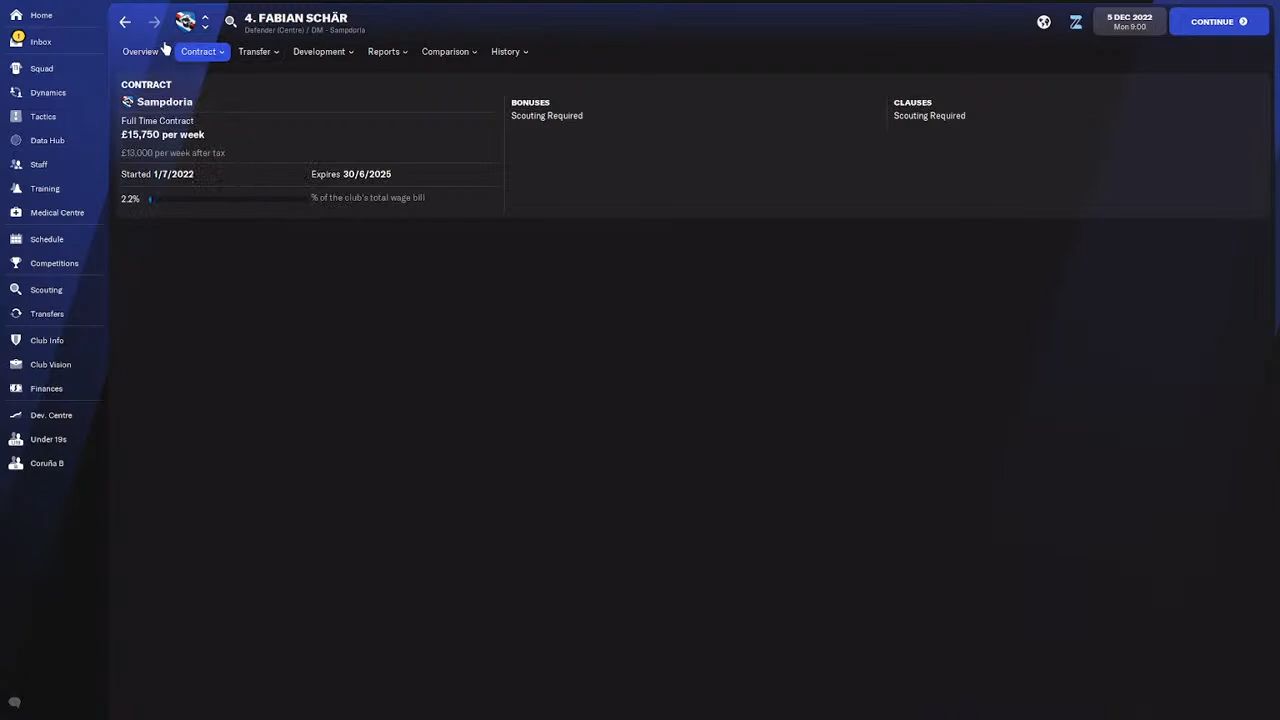 Home
1
Inbox
Squad
Dynamics
Tactics
Data Hub
Staff
Training
Medical Centre
Schedule
Competitions
Scouting
Transfers
Club Info
Club Vision
Finances
Dev. Centre
Under 19s
Coruña B
4. FABIAN SCHÄR
Defender (Centre) / DM - Sampdoria
5 DEC 2022
Mon 9:00
CONTINUE
Overview
Contract
Transfer
Development
Reports
Comparison
History
CONTRACT
Sampdoria
Full Time Contract
£15,750 per week
£13,000 per week after tax
Started 1/7/2022
Expires 30/6/2025
2.2%
% of the club's total wage bill
BONUSES
Scouting Required
CLAUSES
Scouting Required